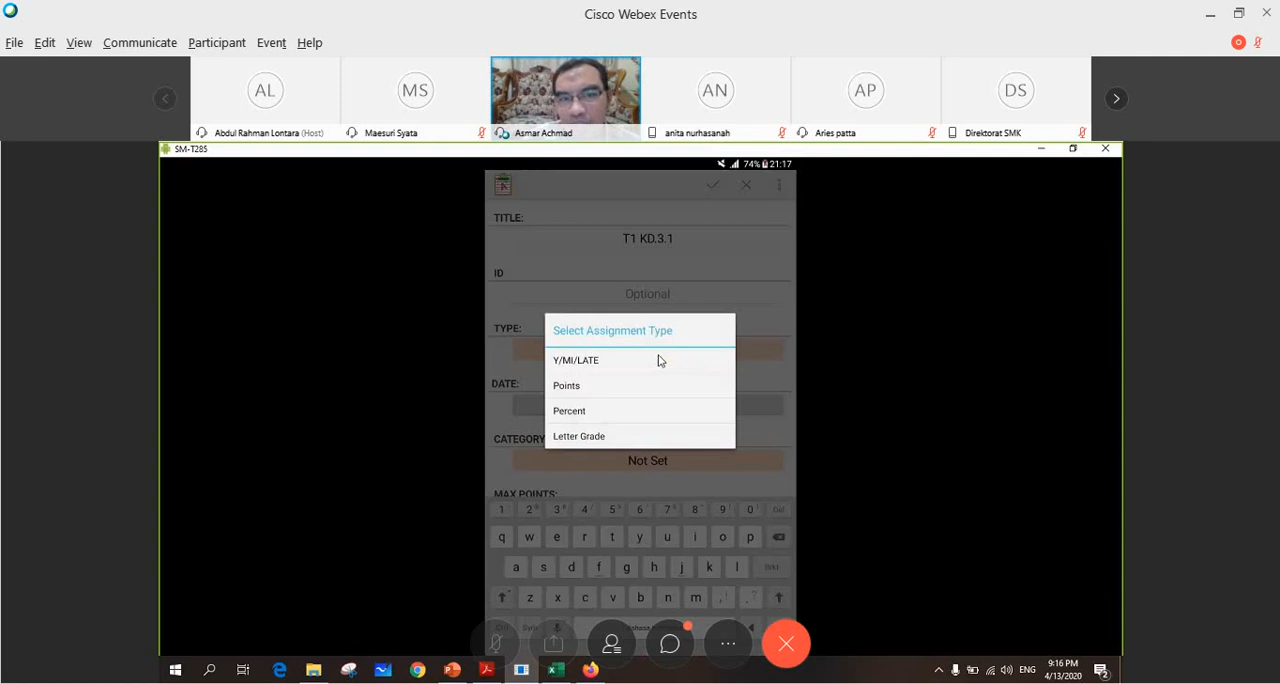 Cisco Webex Events
File Edit View Communicate Participant Event Help
AL MS AN AP DS
Abdul Rahman Lontara (Host) Maesuri Syata Asmar Achmad anita nurhasanah Aries patta Direktorat SMK
SM-T285
74% 21:17
TITLE:
T1 KD.3.1
ID
Optional
Select Assignment Type
TYPE:
Y/MI/LATE
DATE:
Points
Percent
CATEGORY
Letter Grade
Not Set
MAX POINTS:
1 2 3 4 5 6 7 8 9 0 Del
q w e r t y u i o p
a s d f g h j k l
z x c v b n m , ! . ?
ENG
9:16 PM
4/13/2020
2